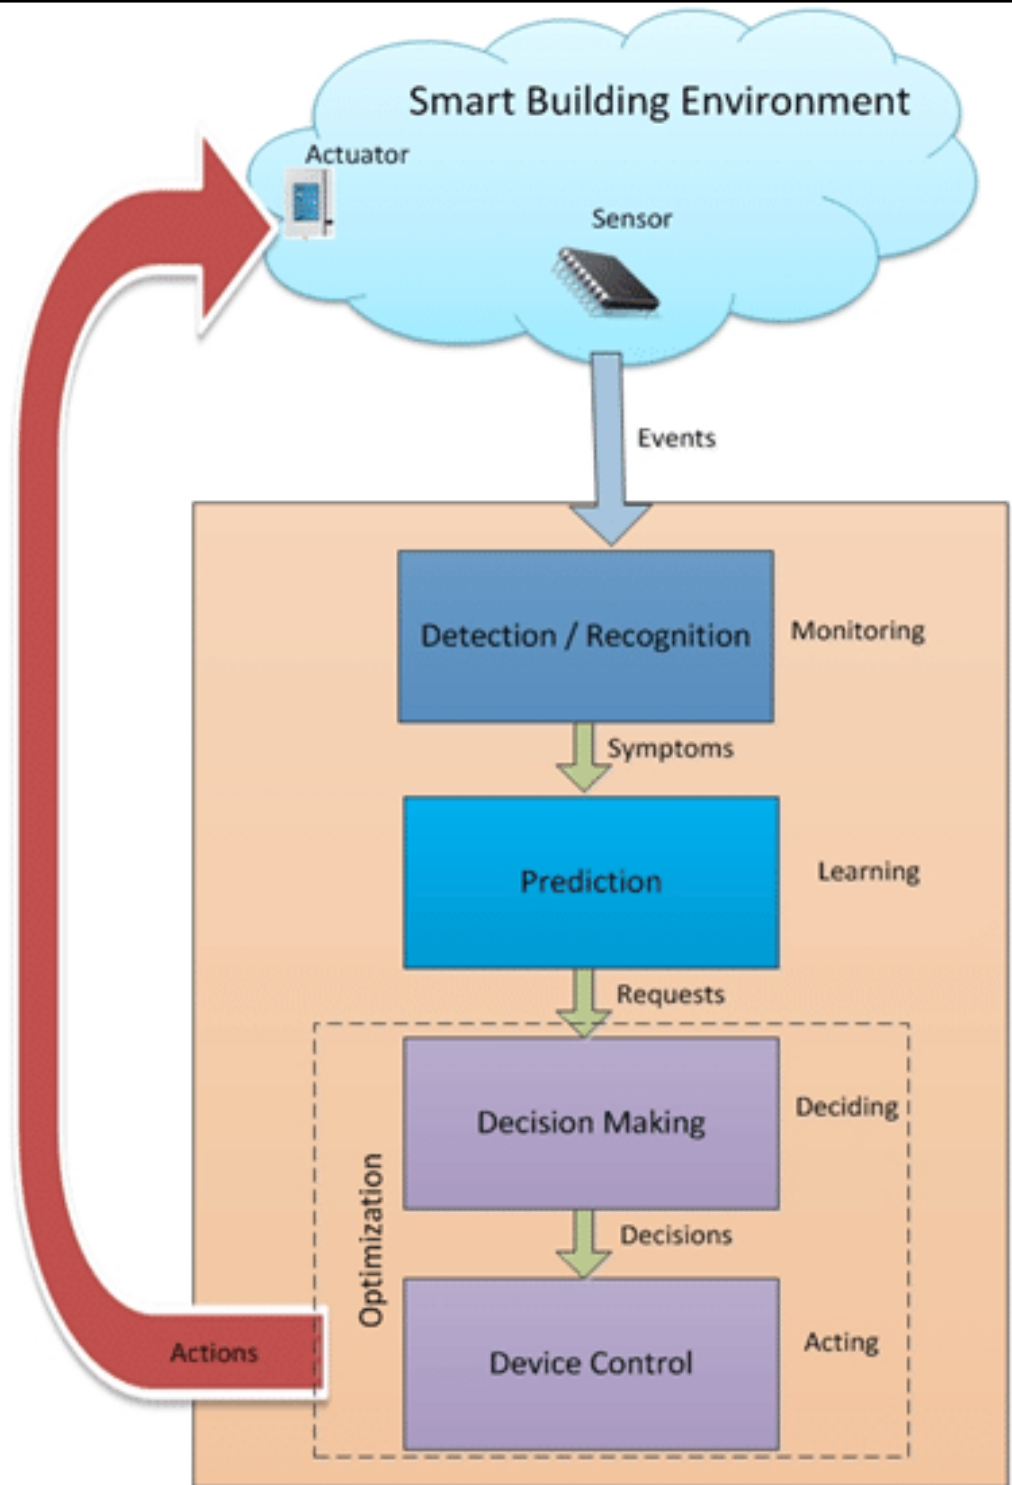 Smart Building Environment
Actuator
Sensor
Events
Detection / Recognition
Monitoring
Symptoms
Prediction
Learning
Requests
Decision Making
Deciding
Optimization
Decisions
Device Control
Acting
Actions